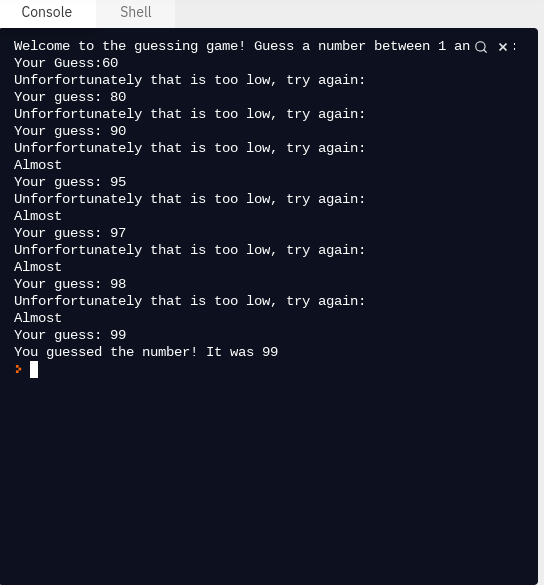 Console Shell
Welcome to the guessing game! Guess a number between 1 an :
Your Guess:60
Unforfortunately that is too low, try again:
Your guess: 80
Unforfortunately that is too low, try again:
Your guess: 90
Unforfortunately that is too low, try again:
Almost
Your guess: 95
Unforfortunately that is too low, try again:
Almost
Your guess: 97
Unforfortunately that is too low, try again:
Almost
Your guess: 98
Unforfortunately that is too low, try again:
Almost
Your guess: 99
You guessed the number! It was 99